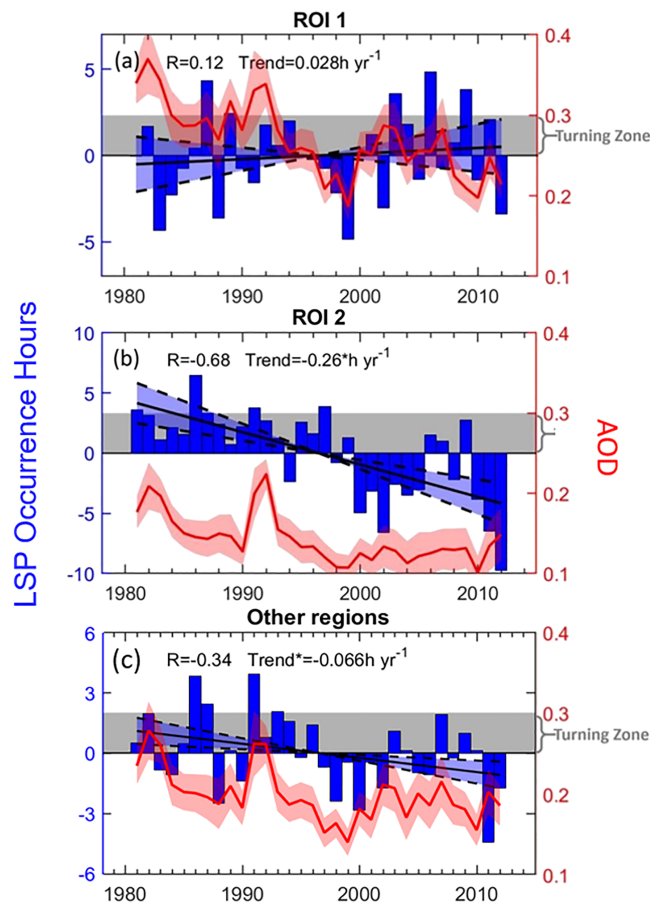 ROI 1
(a) R=0.12 Trend=0.028h yr-1
5
0
-5
0.4
0.3
0.2
0.1
Turning Zone
1980 1990 2000 2010
ROI 2
(b) R=-0.68 Trend=-0.26*h yr-1
10
5
0
-5
-10
0.4
0.3
0.2
0.1
1980 1990 2000 2010
Other regions
(c) R=-0.34 Trend*=-0.066h yr-1
6
3
0
-3
-6
0.4
0.3
0.2
0.1
Turning Zone
1980 1990 2000 2010
LSP Occurrence Hours
AOD